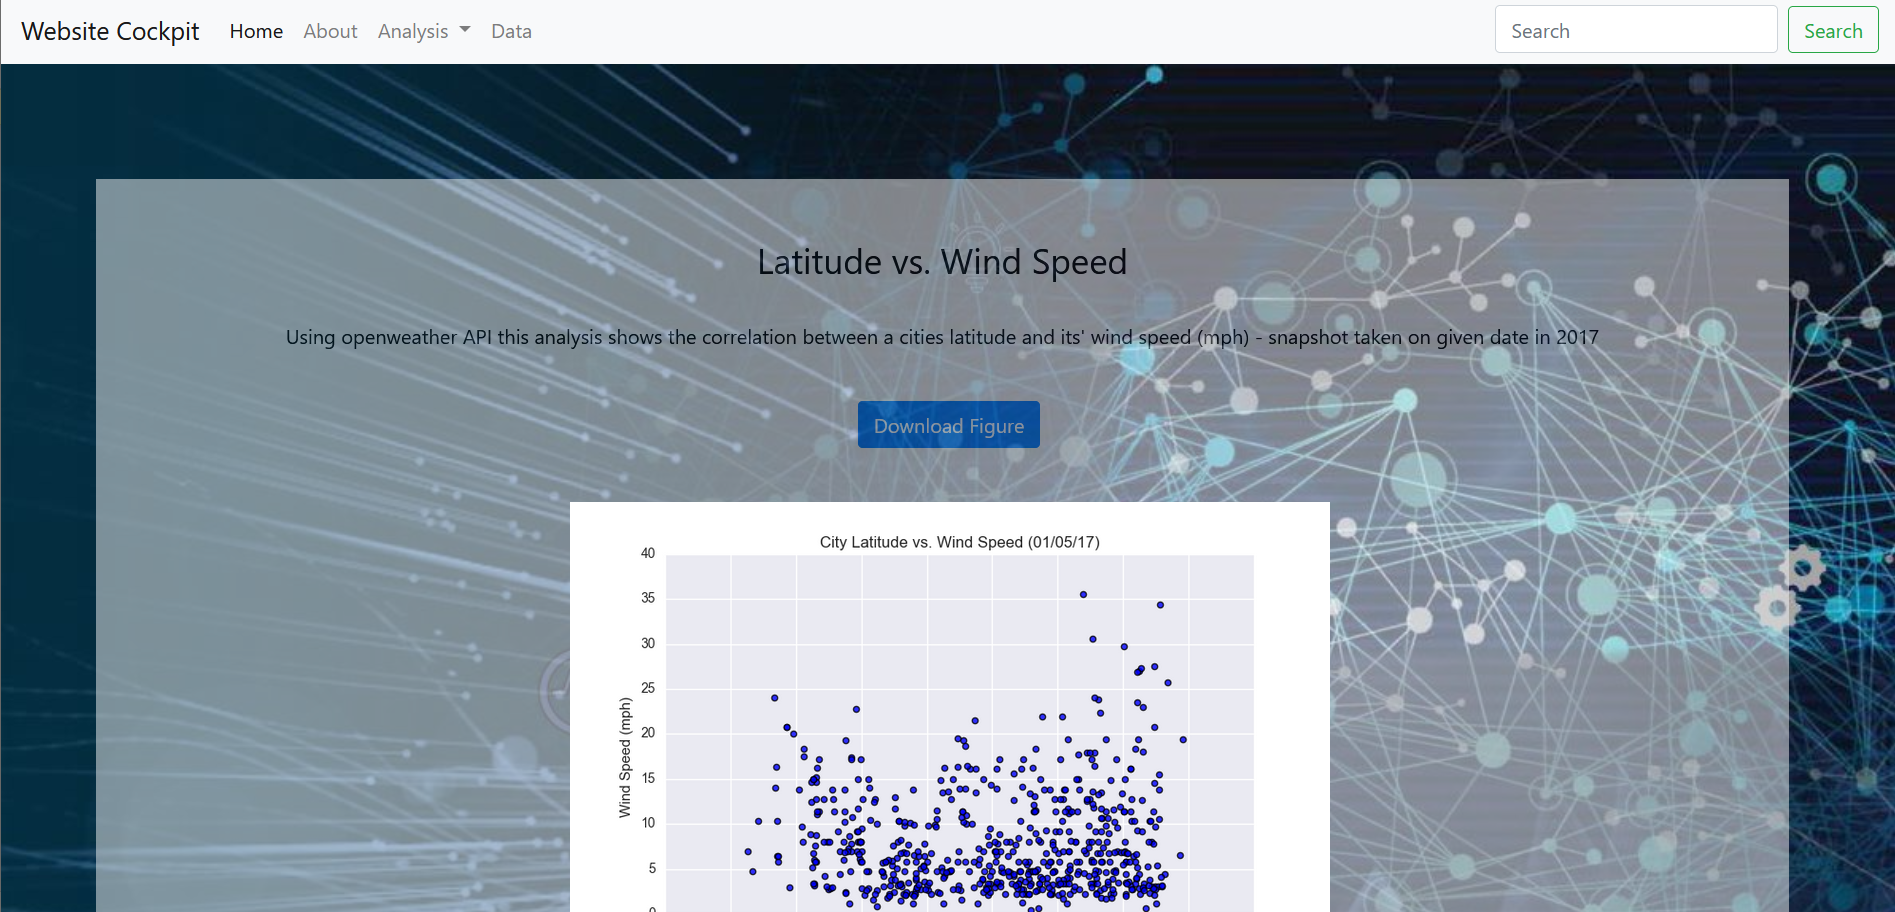 Website Cockpit Home About Analysis Data Search Search
Latitude vs. Wind Speed
Using openweather API this analysis shows the correlation between a cities latitude and its' wind speed (mph) - snapshot taken on given date in 2017
Download Figure
City Latitude vs. Wind Speed (01/05/17)
40
35
30
25
20
15
10
5
0
Wind Speed (mph)